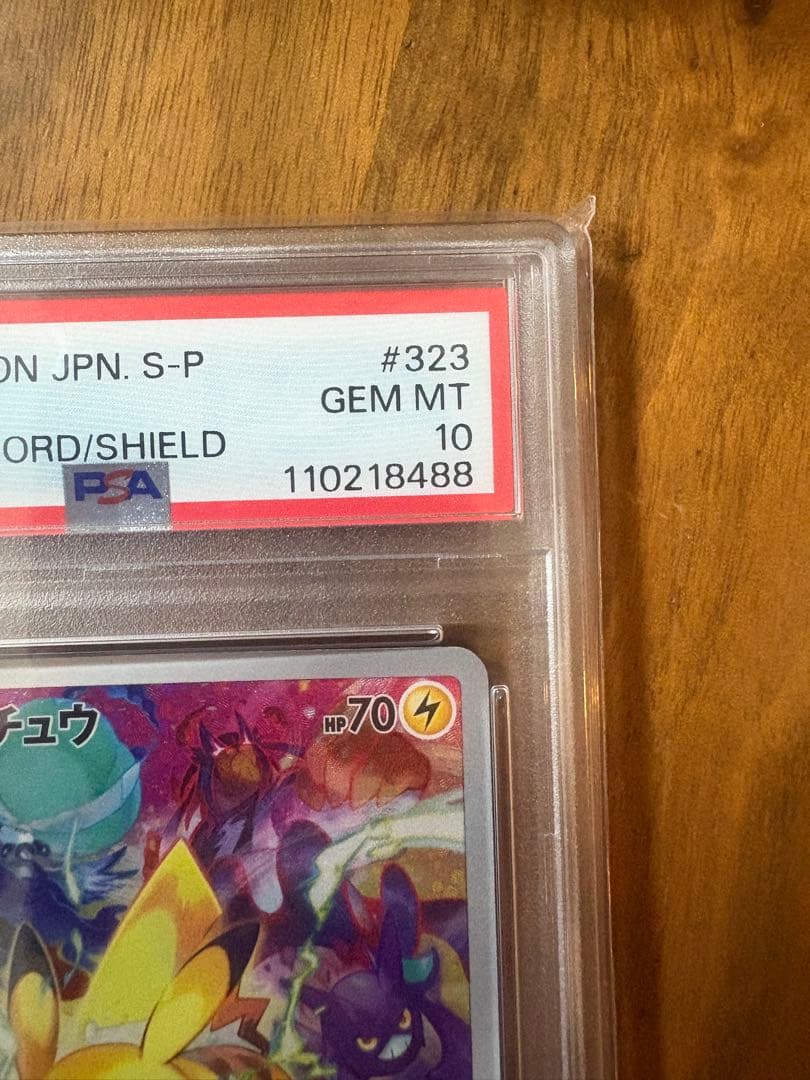 ON JPN. S-P #323
GEM MT
ORD/SHIELD 10
PSA 110218488
チュウ HP70